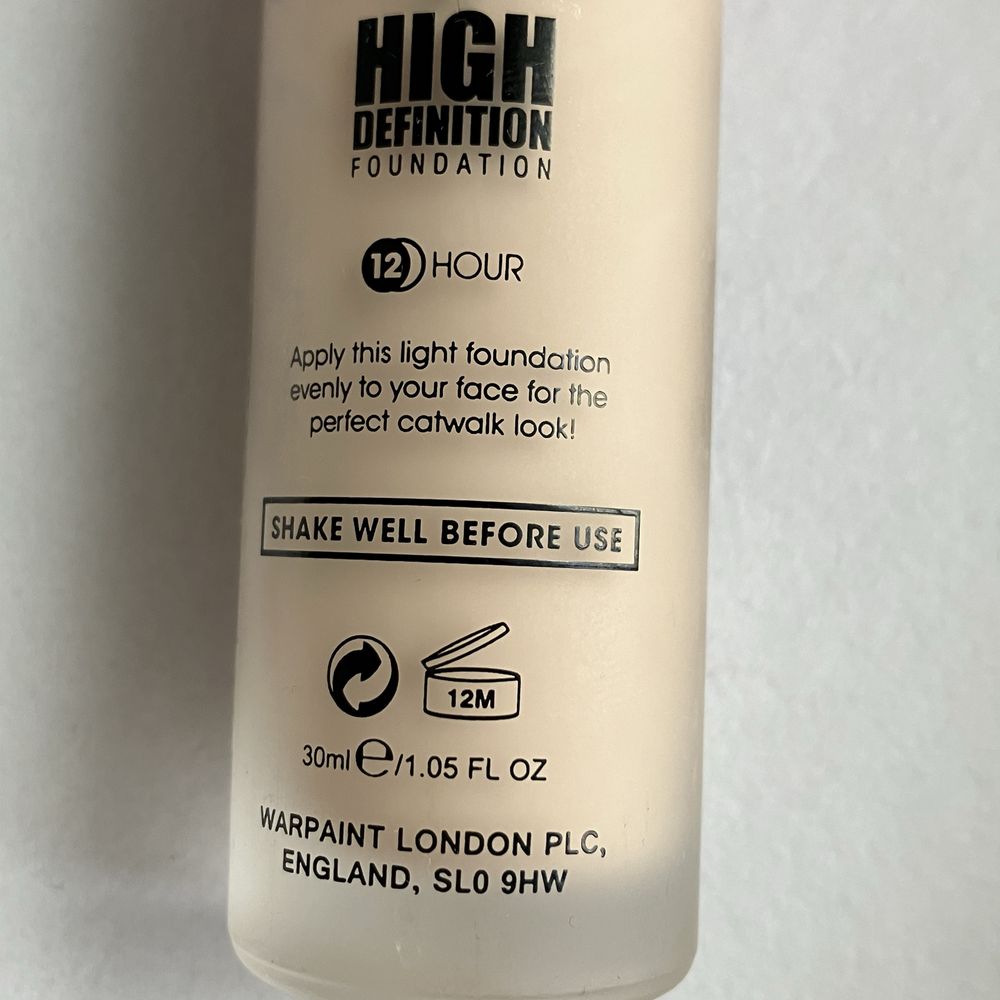 HIGH
DEFINITION
FOUNDATION
12 HOUR
Apply this light foundation
evenly to your face for the
perfect catwalk look!
SHAKE WELL BEFORE USE
12M
30ml e/1.05 FL OZ
WARPAINT LONDON PLC,
ENGLAND, SL0 9HW